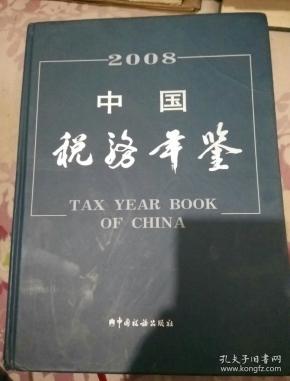 2008
中国
税务年鉴
TAX YEAR BOOK
OF CHINA
中国税务出版社
孔夫子旧书网
book.kongfz.com